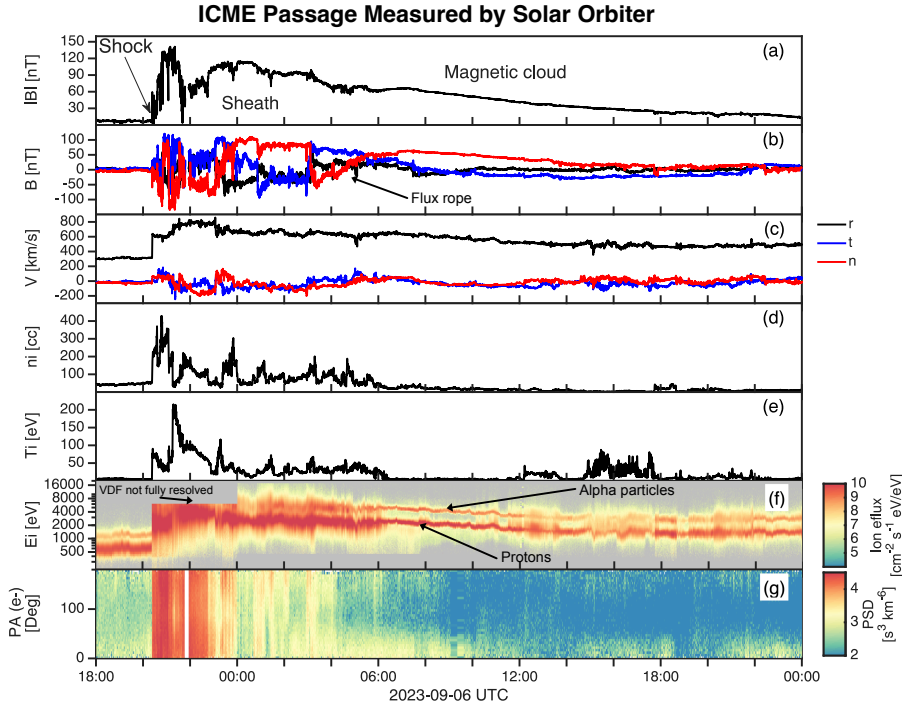 ICME Passage Measured by Solar Orbiter
150
120
90
60
30
|B| [nT]
Shock
Sheath
Magnetic cloud
(a)
100
50
0
-50
-100
B [nT]
Flux rope
(b)
800
600
400
200
0
-200
V [km/s]
(c)
r
t
n
400
300
200
100
ni [cc]
(d)
200
150
100
50
Ti [eV]
(e)
16000
8000
4000
2000
1000
500
Ei [eV]
VDF not fully resolved
Alpha particles
Protons
(f)
10
9
8
7
6
5
Ion eflux
[cm-2 s-1 eV/eV]
100
0
PA (e-)
[Deg]
(g)
4
3
2
PSD
[s3 km-6]
18:00 00:00 06:00 12:00 18:00 00:00
2023-09-06 UTC